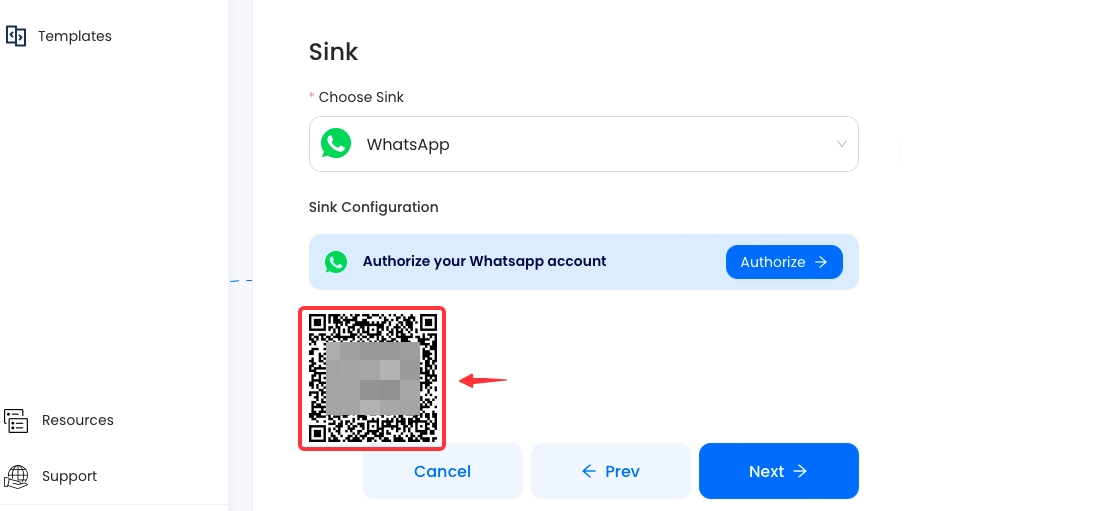 Templates
Sink
* Choose Sink
WhatsApp
Sink Configuration
Authorize your Whatsapp account
Authorize
Resources
Support
Cancel
Prev
Next